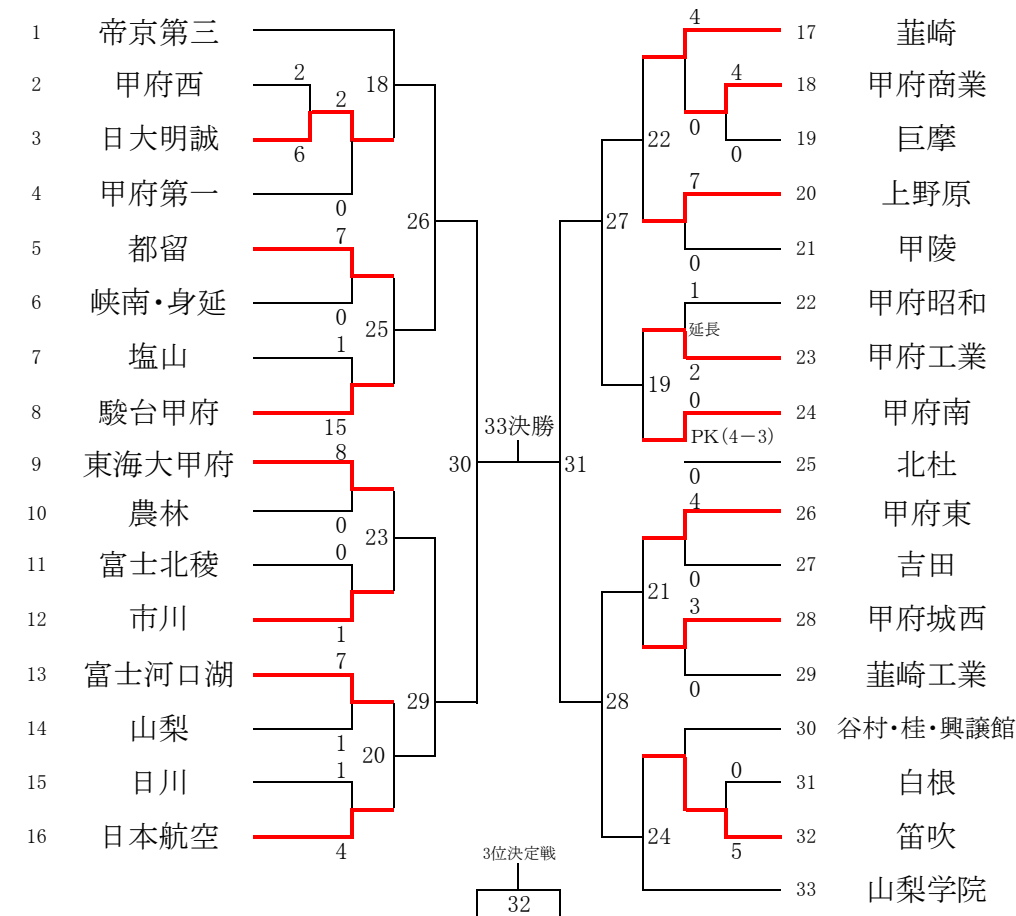 1 帝京第三
2 甲府西
3 日大明誠
4 甲府第一
5 都留
6 峡南・身延
7 塩山
8 駿台甲府
9 東海大甲府
10 農林
11 富士北稜
12 市川
13 富士河口湖
14 山梨
15 日川
16 日本航空
2
6
2
0
7
0
1
15
8
0
0
1
7
1
1
4
18
25
23
20
26
29
30
33決勝
31
3位決定戦
32
27
28
22
19
21
24
4
4
0
0
7
0
1
延長
2
0
PK(4−3)
0
4
0
3
0
0
5
17 韮崎
18 甲府商業
19 巨摩
20 上野原
21 甲陵
22 甲府昭和
23 甲府工業
24 甲府南
25 北杜
26 甲府東
27 吉田
28 甲府城西
29 韮崎工業
30 谷村・桂・興譲館
31 白根
32 笛吹
33 山梨学院